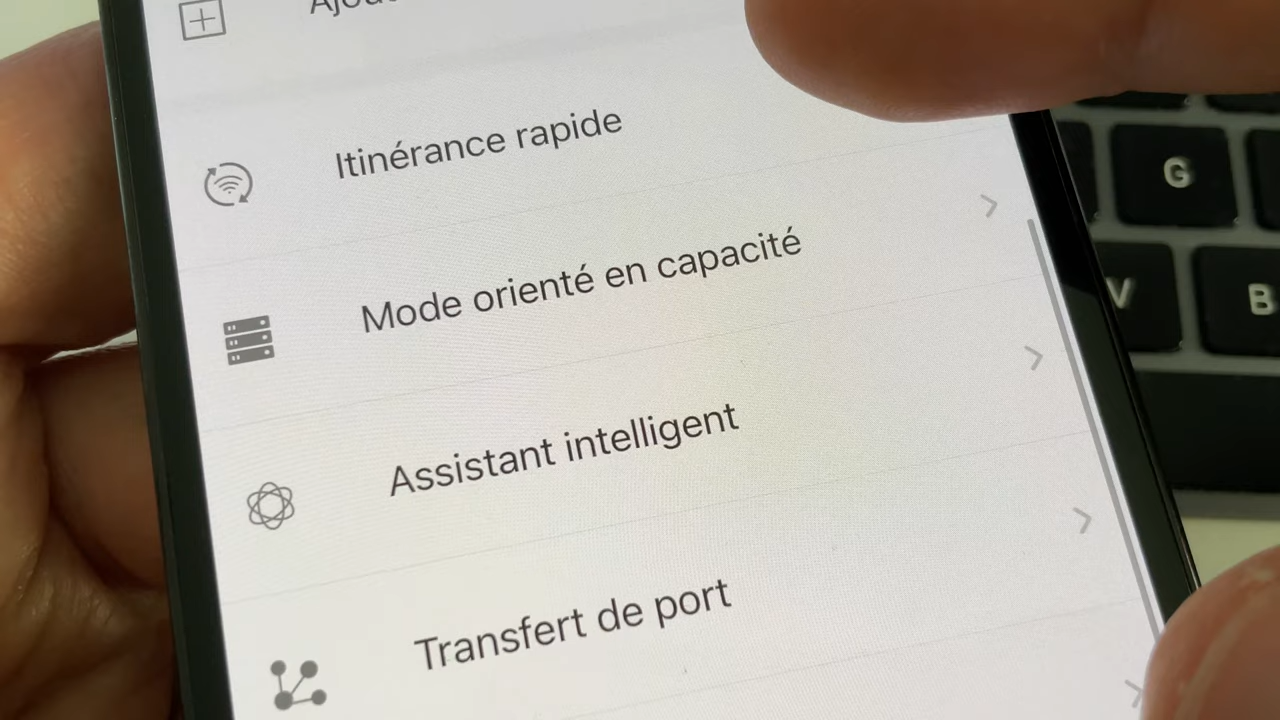 Itinérance rapide
Mode orienté en capacité
Assistant intelligent
Transfert de port
G
V
B